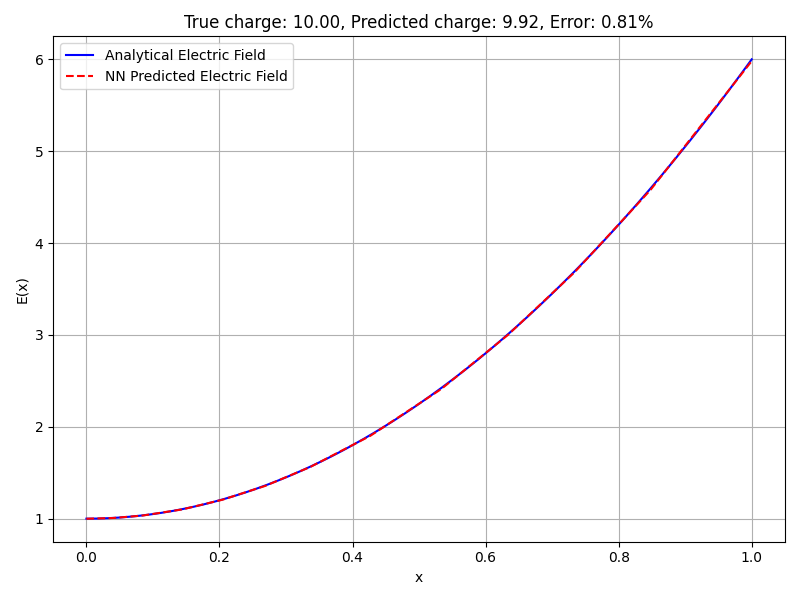 True charge: 10.00, Predicted charge: 9.92, Error: 0.81%
Analytical Electric Field
NN Predicted Electric Field
6
5
4
3
2
1
E(x)
0.0 0.2 0.4 0.6 0.8 1.0
x